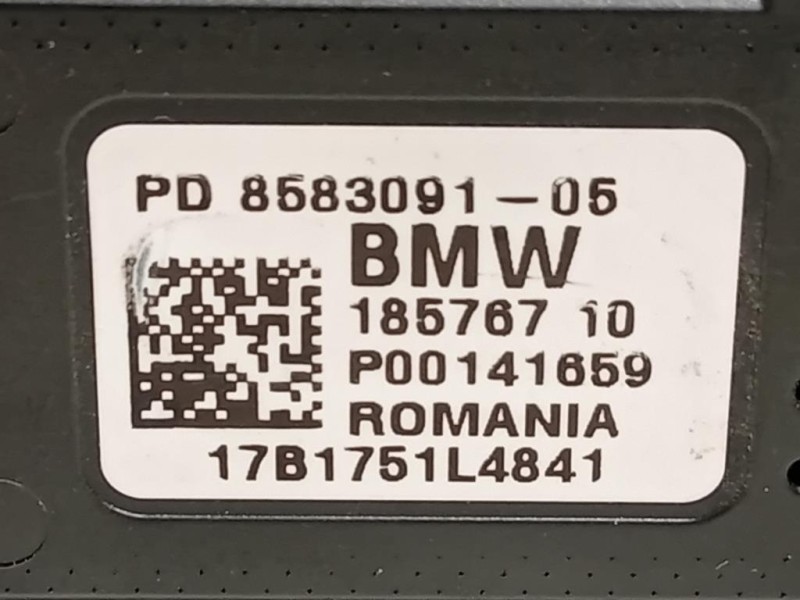 PD 8583091-05
BMW
185767 10
P00141659
ROMANIA
17B1751L4841